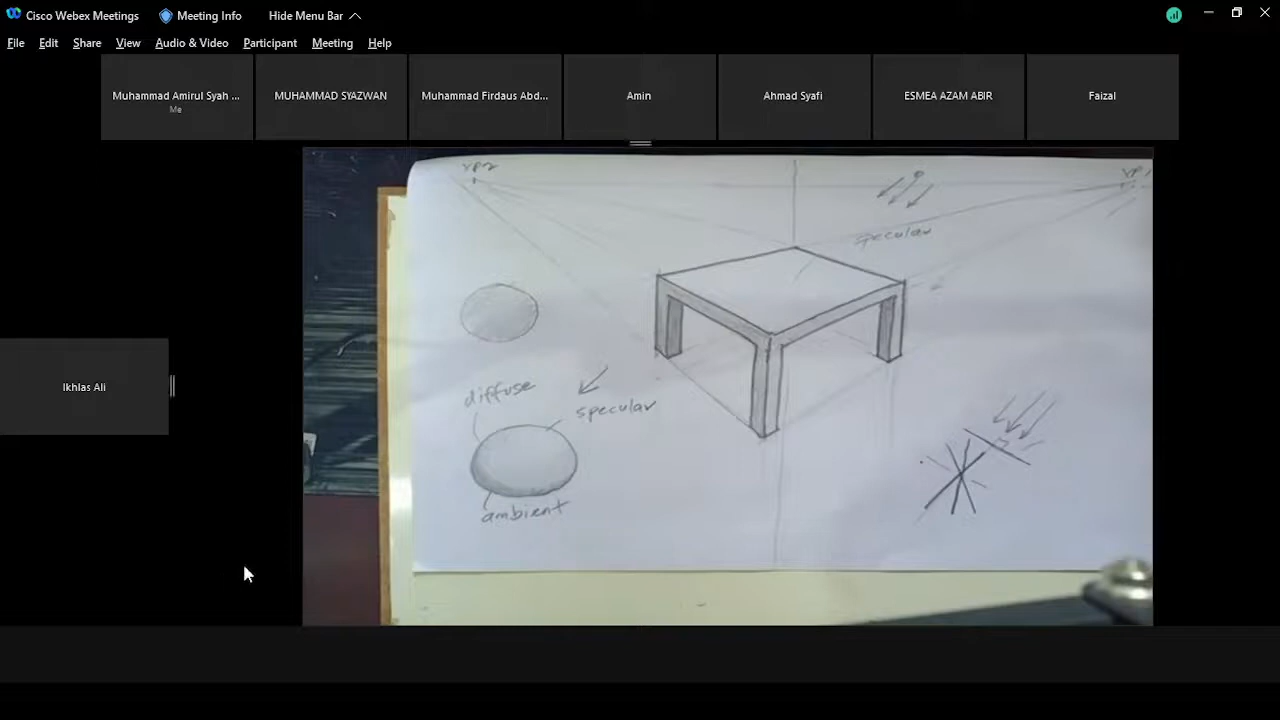 Cisco Webex Meetings
Meeting Info
Hide Menu Bar
File Edit Share View Audio & Video Participant Meeting Help
Muhammad Amirul Syah ...
Me
MUHAMMAD SYAZWAN
Muhammad Firdaus Abd...
Amin
Ahmad Syafi
ESMEA AZAM ABIR
Faizal
Ikhlas Ali
VP2
VP1
specular
diffuse
specular
ambient